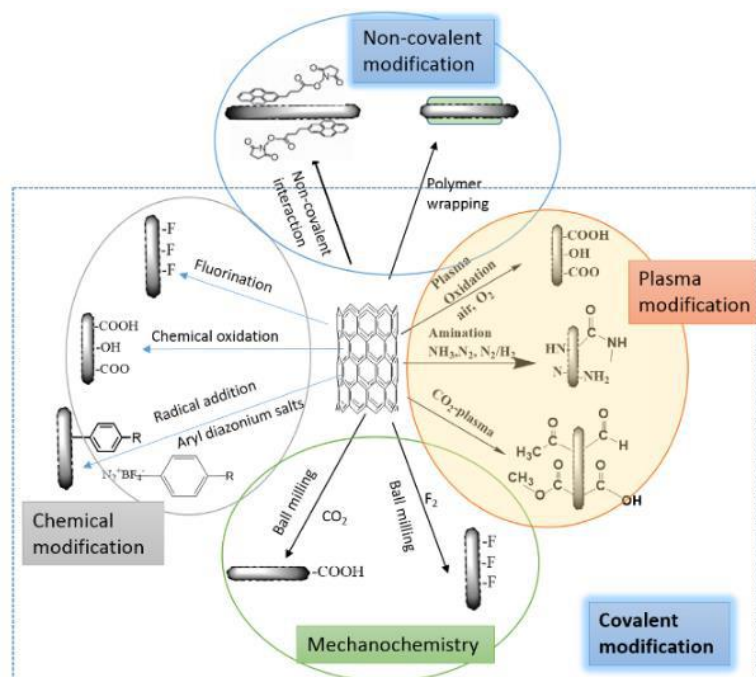 Non-covalent
modification
Non-covalent
interaction
Polymer
wrapping
-F
-F
-F
Fluorination
-COOH
-OH
-COO
Chemical oxidation
Radical addition
Aryl diazonium salts
R
N₂⁺BF₄⁻
R
Chemical
modification
Plasma
Oxidation
air, O₂
-COOH
-OH
-COO
Plasma
modification
Amination
NH₃,N₂, N₂/H₂
O
C
HN
NH
N
-NH₂
CO₂-plasma
O
C
H₃C
O
C
H
CH₃
O
C
O
O
C
OH
Ball milling
CO₂
-COOH
Ball milling
F₂
-F
-F
-F
Mechanochemistry
Covalent
modification